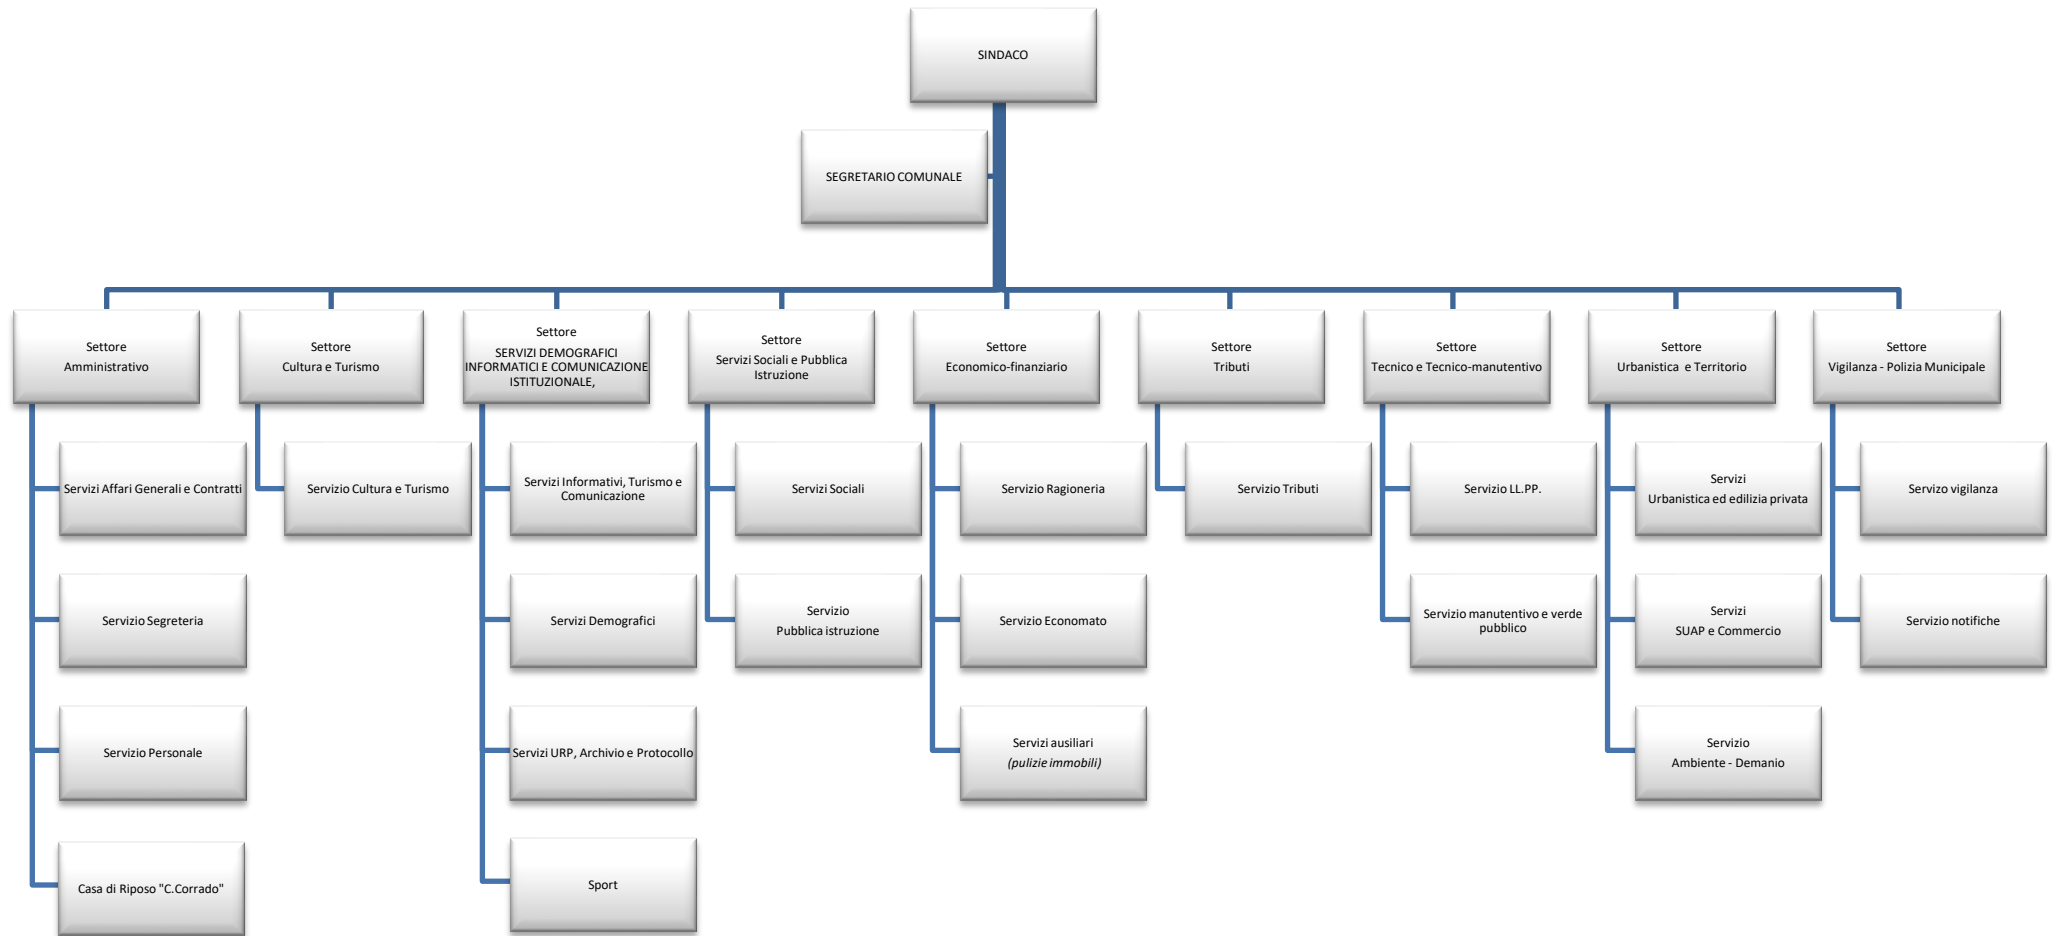 SINDACO
SEGRETARIO COMUNALE
Settore
Amministrativo
Settore
Cultura e Turismo
Settore
SERVIZI DEMOGRAFICI
INFORMATICI E COMUNICAZIONE
ISTITUZIONALE,
Settore
Servizi Sociali e Pubblica
Istruzione
Settore
Economico-finanziario
Settore
Tributi
Settore
Tecnico e Tecnico-manutentivo
Settore
Urbanistica e Territorio
Settore
Vigilanza - Polizia Municipale
Servizi Affari Generali e Contratti
Servizio Cultura e Turismo
Servizi Informativi, Turismo e
Comunicazione
Servizi Sociali
Servizio Ragioneria
Servizio Tributi
Servizio LL.PP.
Servizi
Urbanistica ed edilizia privata
Servizo vigilanza
Servizio Segreteria
Servizi Demografici
Servizio
Pubblica istruzione
Servizio Economato
Servizio manutentivo e verde
pubblico
Servizi
SUAP e Commercio
Servizio notifiche
Servizio Personale
Servizi URP, Archivio e Protocollo
Servizi ausiliari
(pulizie immobili)
Servizio
Ambiente - Demanio
Casa di Riposo "C.Corrado"
Sport